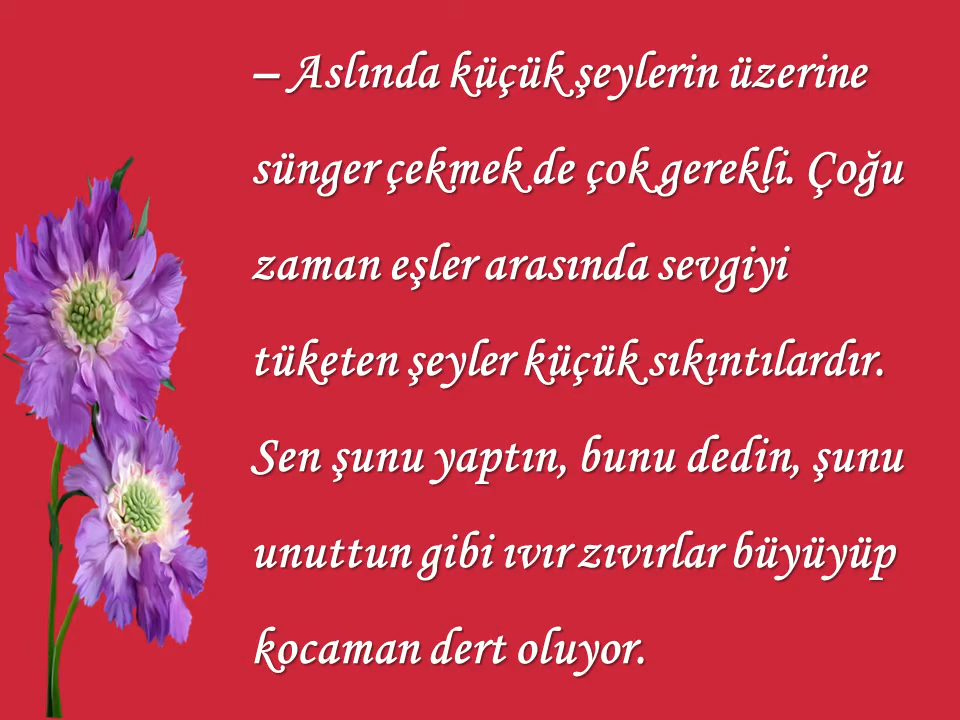 – Aslında küçük şeylerin üzerine
sünger çekmek de çok gerekli. Çoğu
zaman eşler arasında sevgiyi
tüketen şeyler küçük sıkıntılardır.
Sen şunu yaptın, bunu dedin, şunu
unuttun gibi ıvır zıvırlar büyüyüp
kocaman dert oluyor.